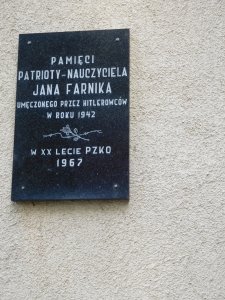 PAMIĘCI
PATRIOTY-NAUCZYCIELA
JANA FARNIKA
UMĘCZONEGO PRZEZ HITLEROWCÓW
W ROKU 1942
W XX LECIE PZKO
1967